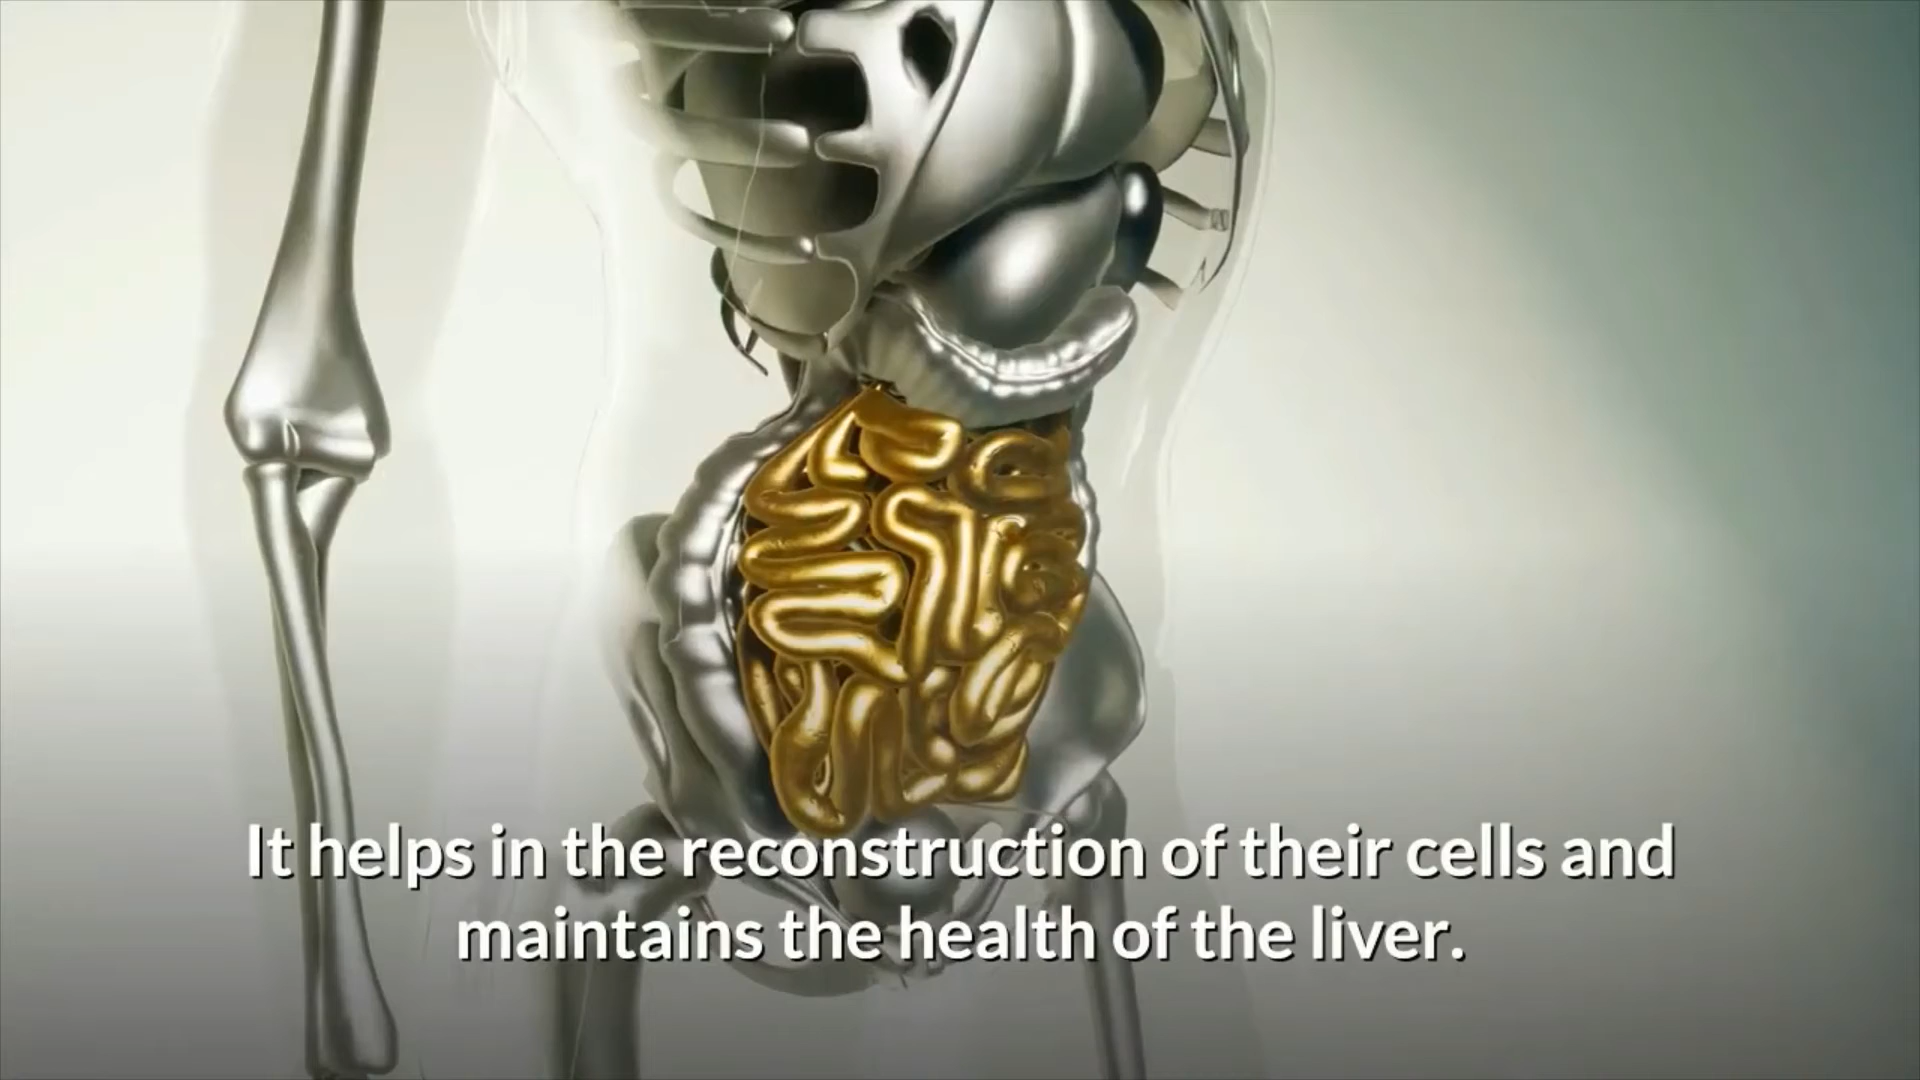 It helps in the reconstruction of their cells and
maintains the health of the liver.